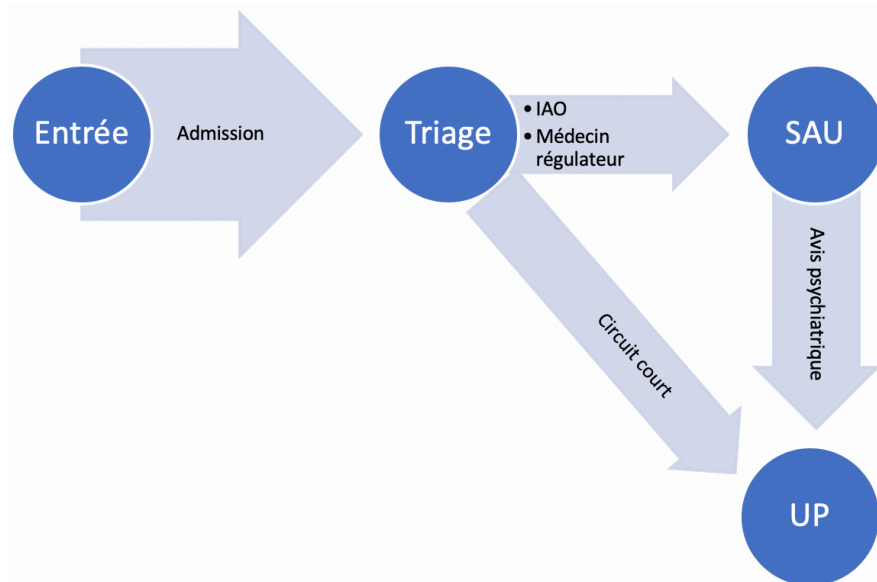 Entrée
Admission
Triage
• IAO
• Médecin
régulateur
SAU
Circuit court
Avis psychiatrique
UP